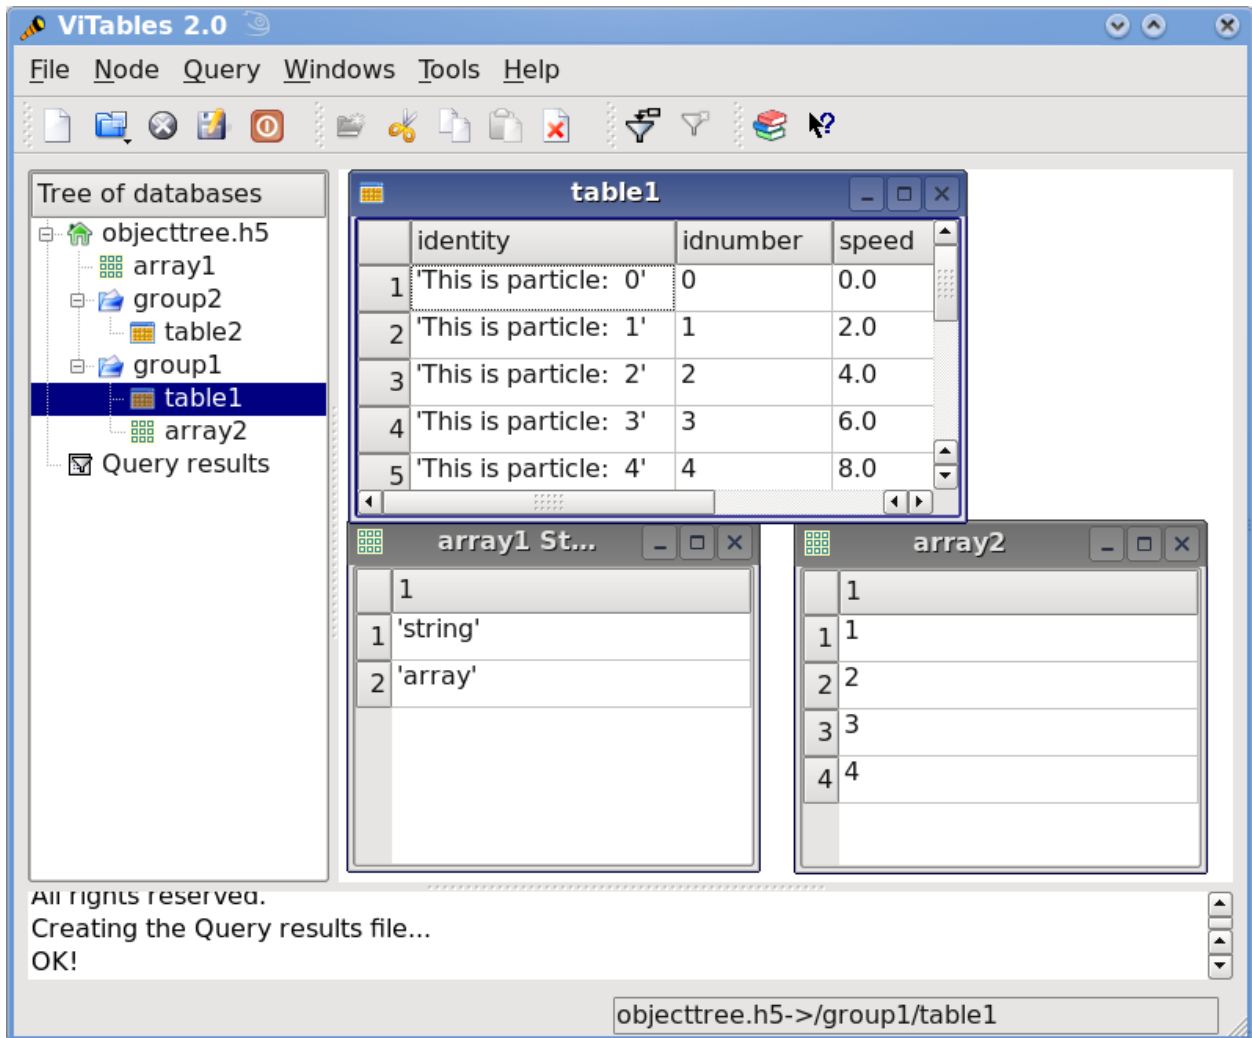 ViTables 2.0
File Node Query Windows Tools Help
Tree of databases
objecttree.h5
array1
group2
table2
group1
table1
array2
Query results
table1
identity idnumber speed
1 'This is particle:  0' 0 0.0
2 'This is particle:  1' 1 2.0
3 'This is particle:  2' 2 4.0
4 'This is particle:  3' 3 6.0
5 'This is particle:  4' 4 8.0
array1 St...
1
1 'string'
2 'array'
array2
1
1 1
2 2
3 3
4 4
All rights reserved.
Creating the Query results file...
OK!
objecttree.h5->/group1/table1